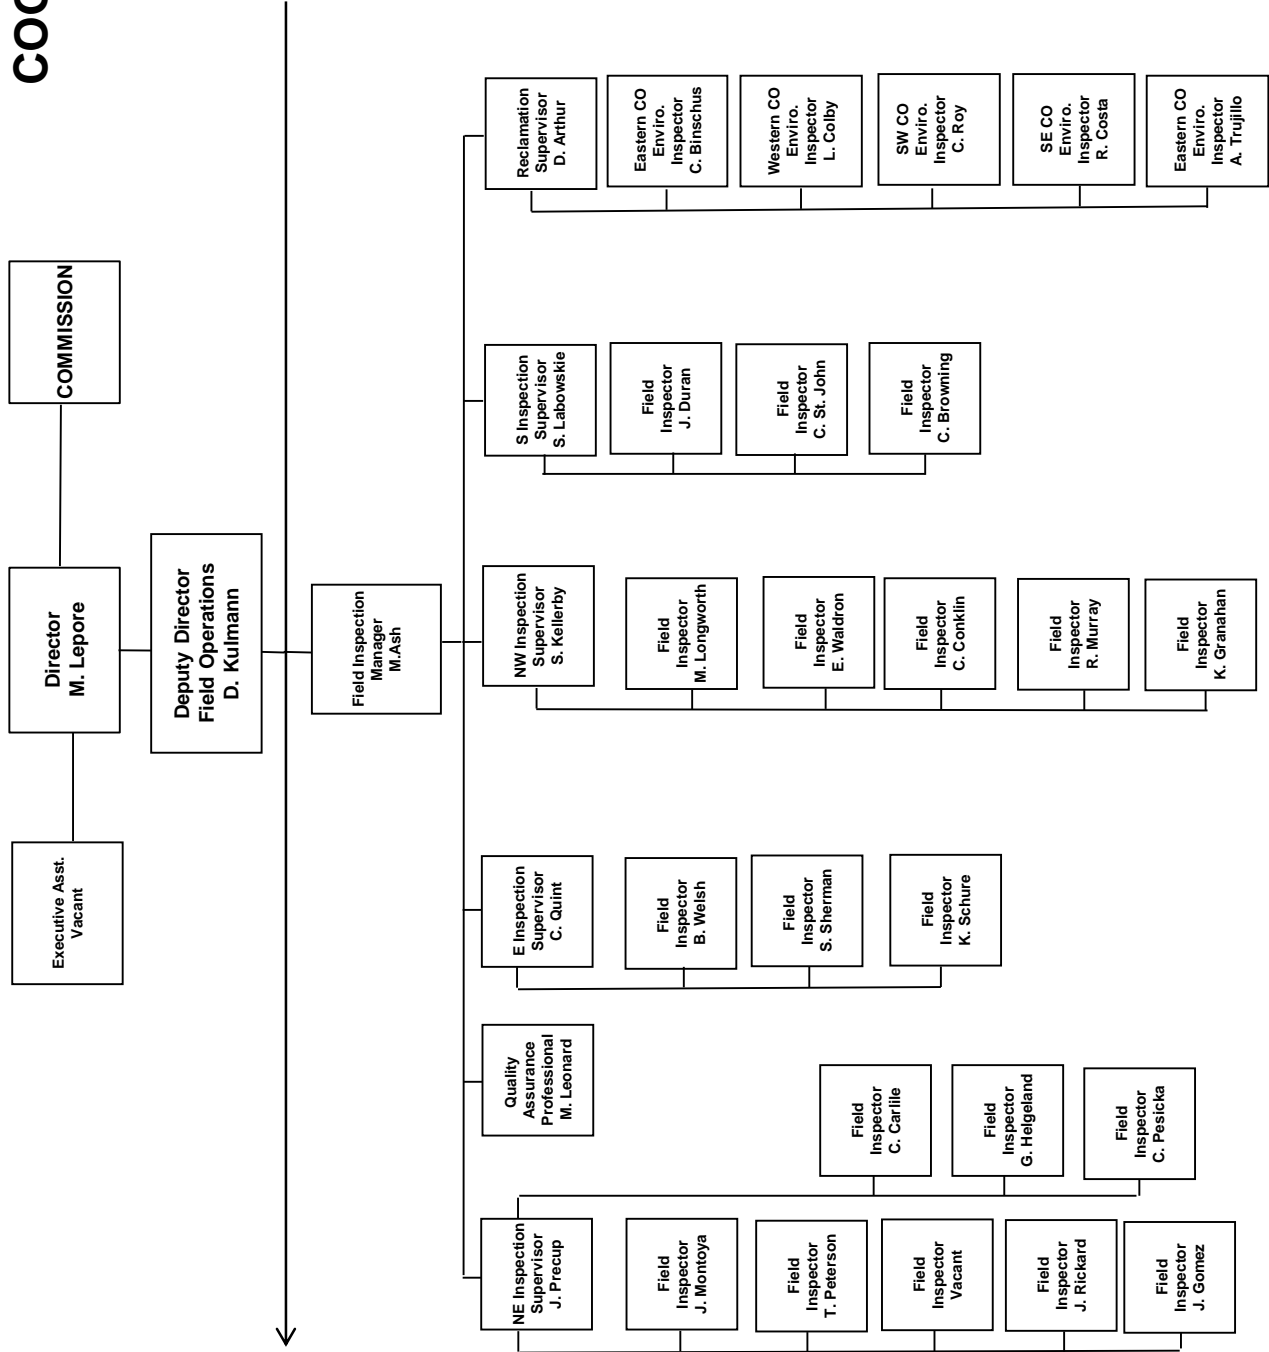 Executive Asst.
Vacant
Director
M. Lepore
COMMISSION
Deputy Director
Field Operations
D. Kulmann
Field Inspection
Manager
M.Ash
NE Inspection
Supervisor
J. Precup
Field
Inspector
J. Montoya
Field
Inspector
T. Peterson
Field
Inspector
Vacant
Field
Inspector
J. Rickard
Field
Inspector
J. Gomez
Field
Inspector
C. Carlile
Field
Inspector
G. Helgeland
Field
Inspector
C. Pesicka
Quality
Assurance
Professional
M. Leonard
E Inspection
Supervisor
C. Quint
Field
Inspector
B. Welsh
Field
Inspector
S. Sherman
Field
Inspector
K. Schure
NW Inspection
Supervisor
S. Kellerby
Field
Inspector
M. Longworth
Field
Inspector
E. Waldron
Field
Inspector
C. Conklin
Field
Inspector
R. Murray
Field
Inspector
K. Granahan
S Inspection
Supervisor
S. Labowskie
Field
Inspector
J. Duran
Field
Inspector
C. St. John
Field
Inspector
C. Browning
Reclamation
Supervisor
D. Arthur
Eastern CO
Enviro.
Inspector
C. Binschus
Western CO
Enviro.
Inspector
L. Colby
SW CO
Enviro.
Inspector
C. Roy
SE CO
Enviro.
Inspector
R. Costa
Eastern CO
Enviro.
Inspector
A. Trujillo